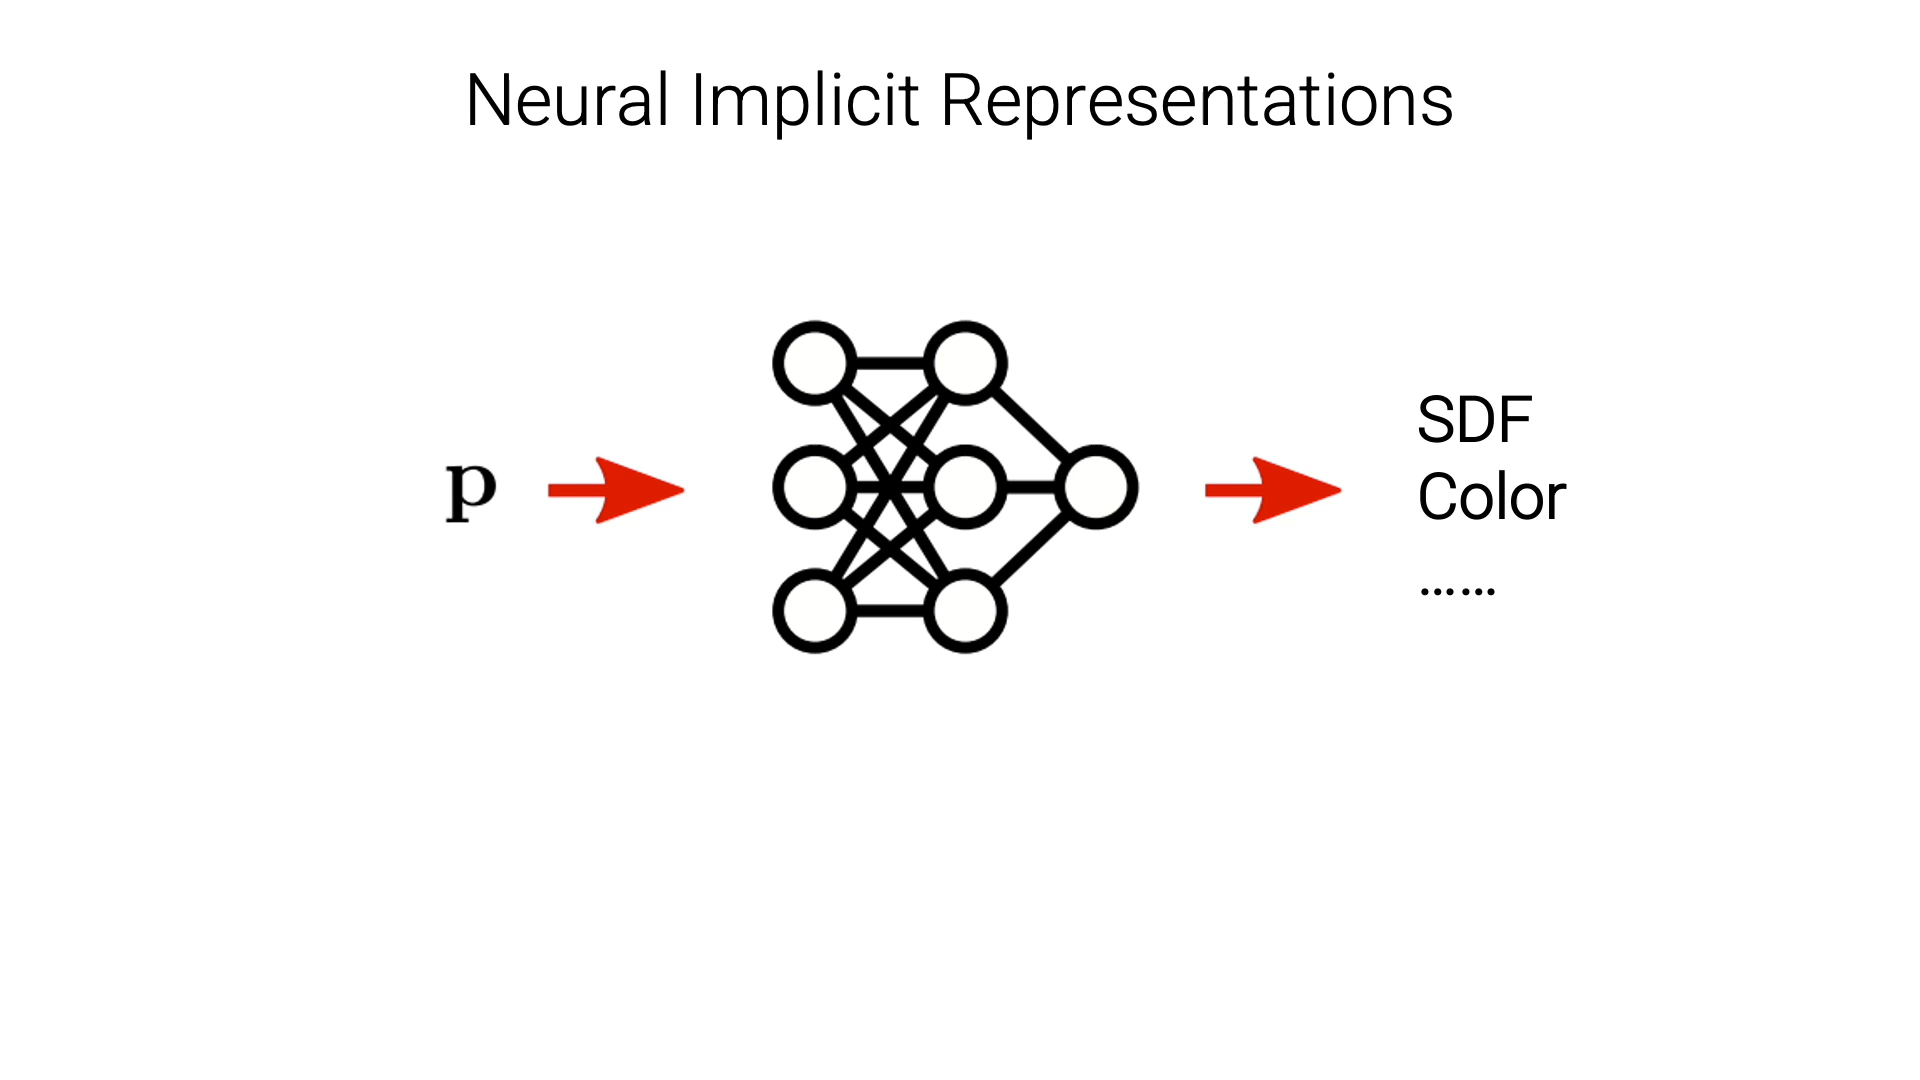 Neural Implicit Representations
p
SDF
Color
......